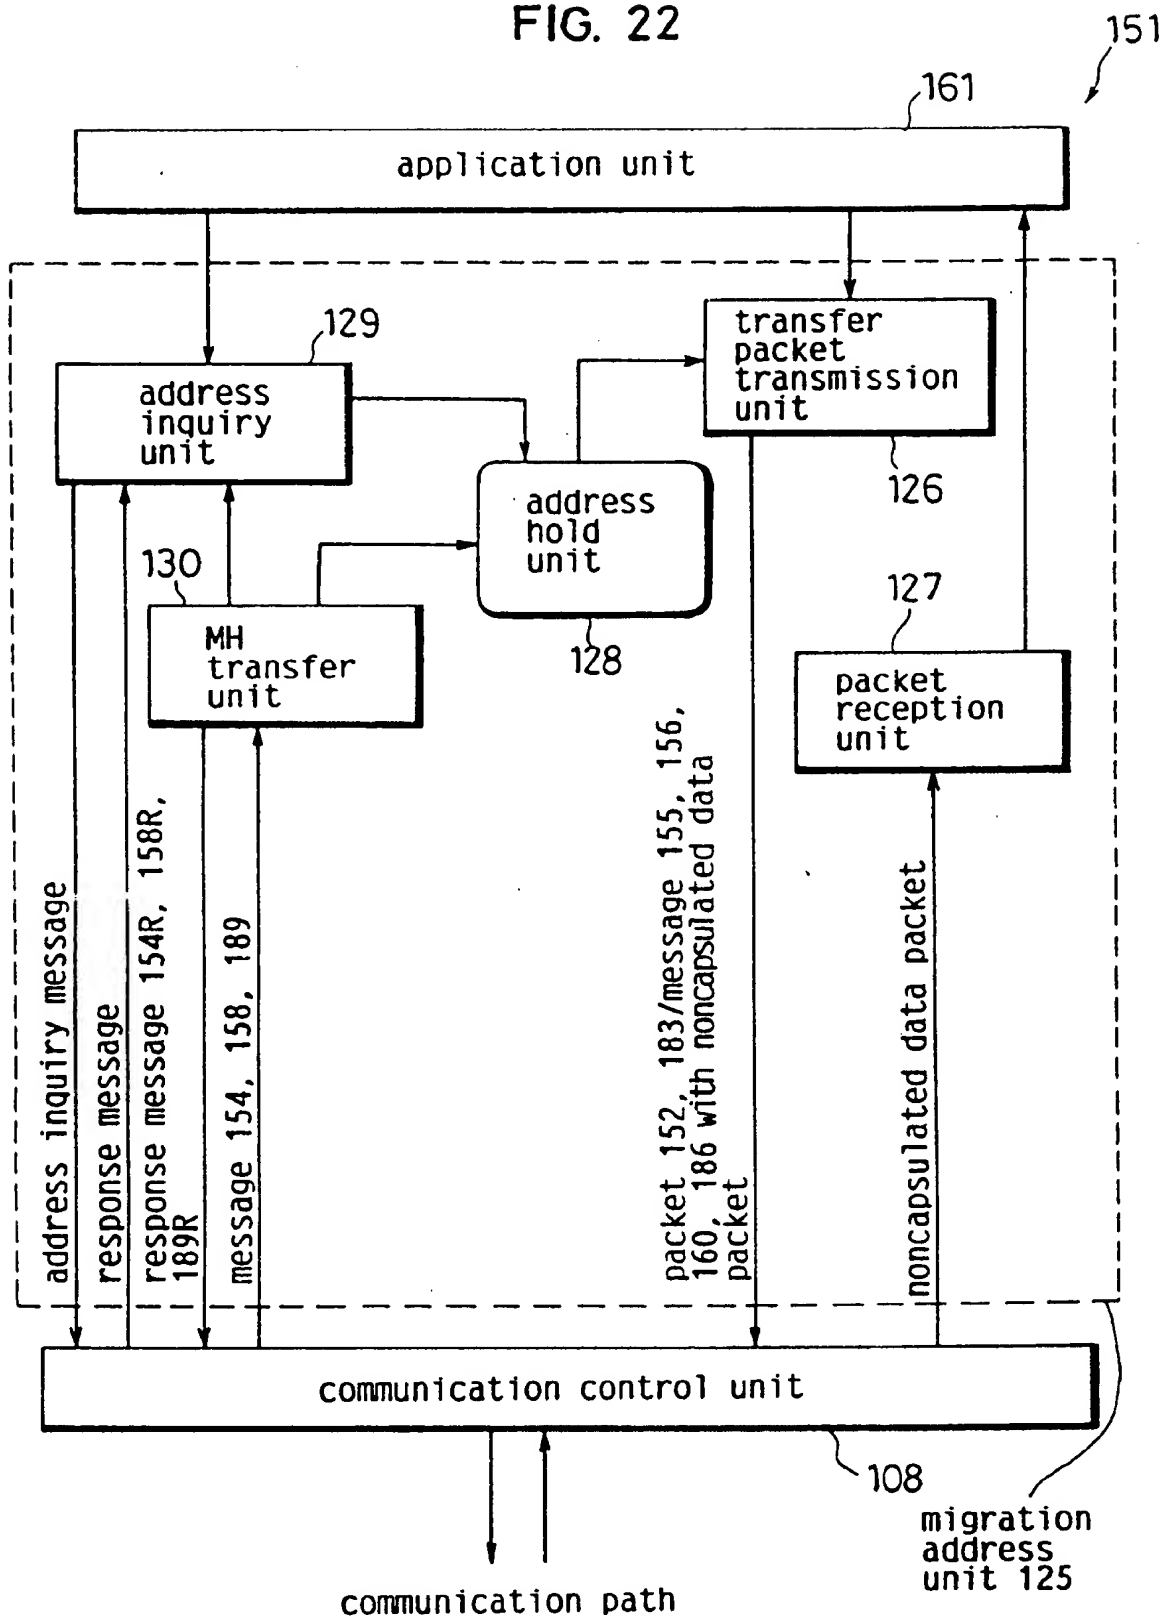 FIG. 22
151
161
application unit
129
address
inquiry
unit
transfer
packet
transmission
unit
126
address
hold
unit
128
130
MH
transfer
unit
127
packet
reception
unit
address inquiry message
response message
response message 154R, 158R,
189R
message 154, 158, 189
packet 152, 183/message 155, 156,
160, 186 with noncapsulated data
packet
noncapsulated data packet
communication control unit
108
migration
address
unit 125
communication path